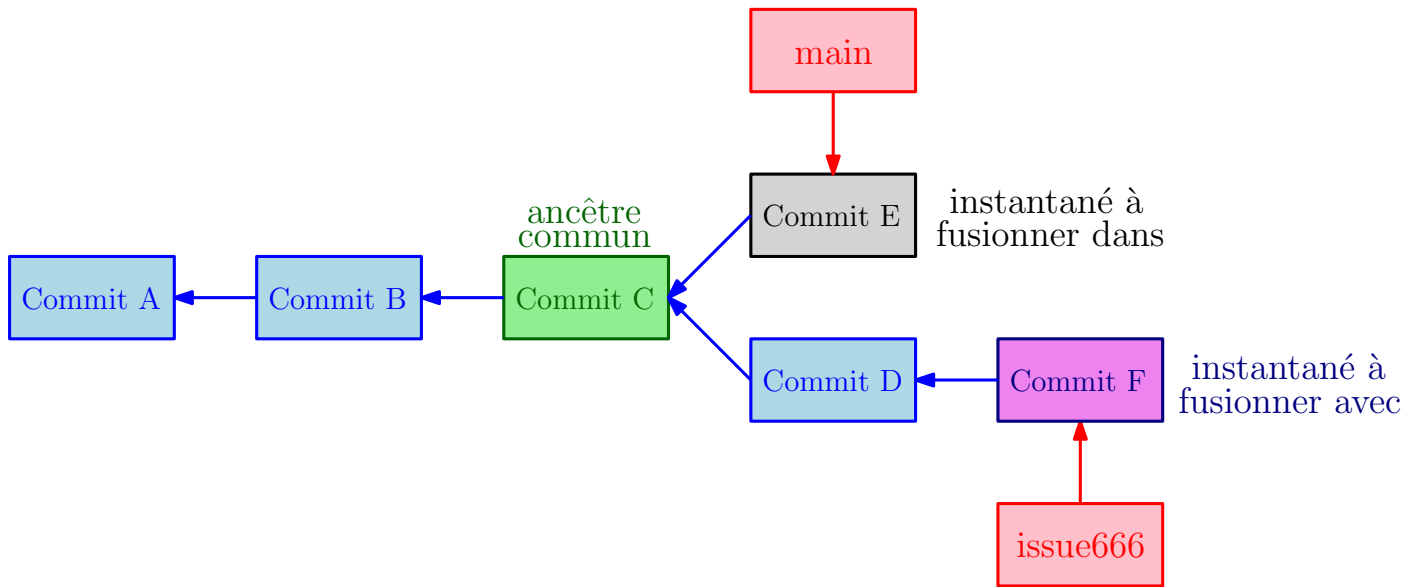 main
Commit E
instantané à
fusionner dans
ancêtre
commun
Commit A
Commit B
Commit C
Commit D
Commit F
instantané à
fusionner avec
issue666